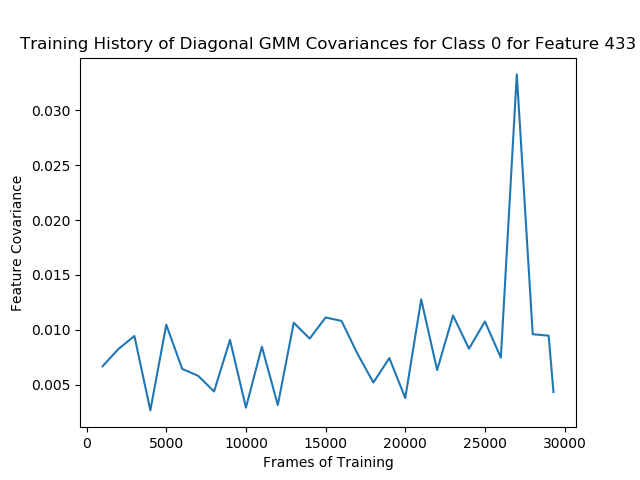 Training History of Diagonal GMM Covariances for Class 0 for Feature 433
0.030
0.025
0.020
0.015
0.010
0.005
Feature Covariance
0 5000 10000 15000 20000 25000 30000
Frames of Training